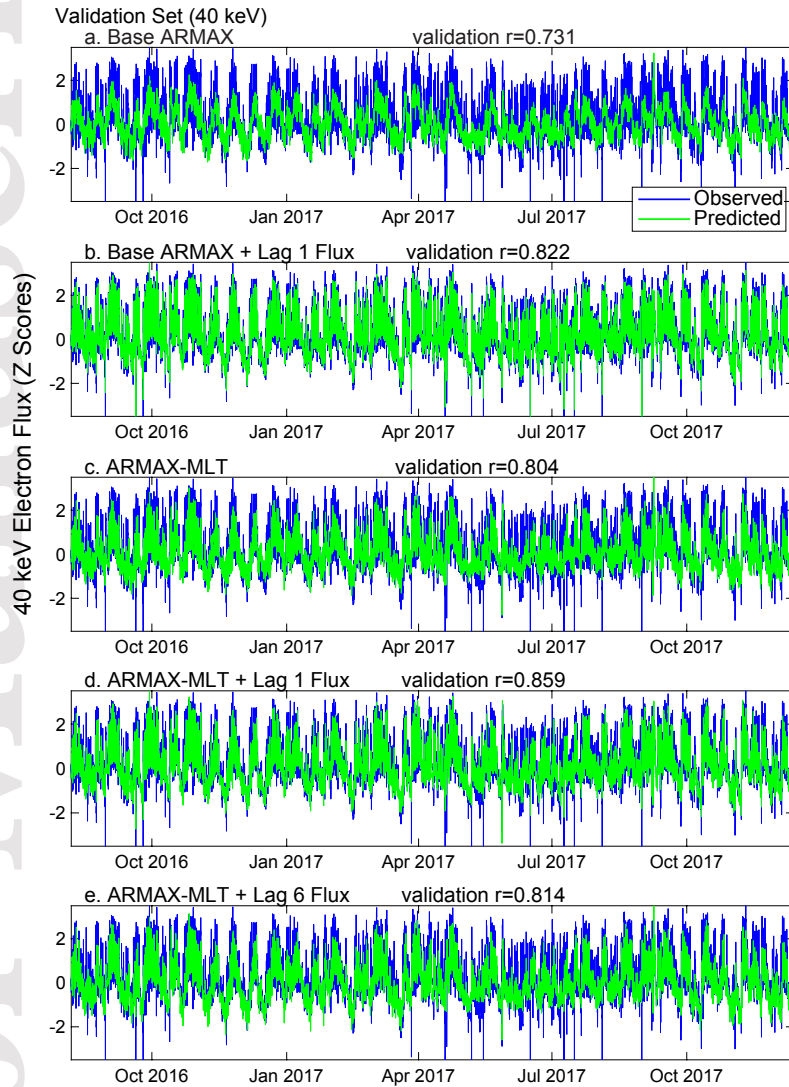 Validation Set (40 keV)
a. Base ARMAX validation r=0.731
2
0
-2
Oct 2016 Jan 2017 Apr 2017 Jul 2017
Observed
Predicted
b. Base ARMAX + Lag 1 Flux validation r=0.822
2
0
-2
Oct 2016 Jan 2017 Apr 2017 Jul 2017 Oct 2017
40 keV Electron Flux (Z Scores)
c. ARMAX-MLT validation r=0.804
2
0
-2
Oct 2016 Jan 2017 Apr 2017 Jul 2017 Oct 2017
d. ARMAX-MLT + Lag 1 Flux validation r=0.859
2
0
-2
Oct 2016 Jan 2017 Apr 2017 Jul 2017 Oct 2017
e. ARMAX-MLT + Lag 6 Flux validation r=0.814
2
0
-2
Oct 2016 Jan 2017 Apr 2017 Jul 2017 Oct 2017